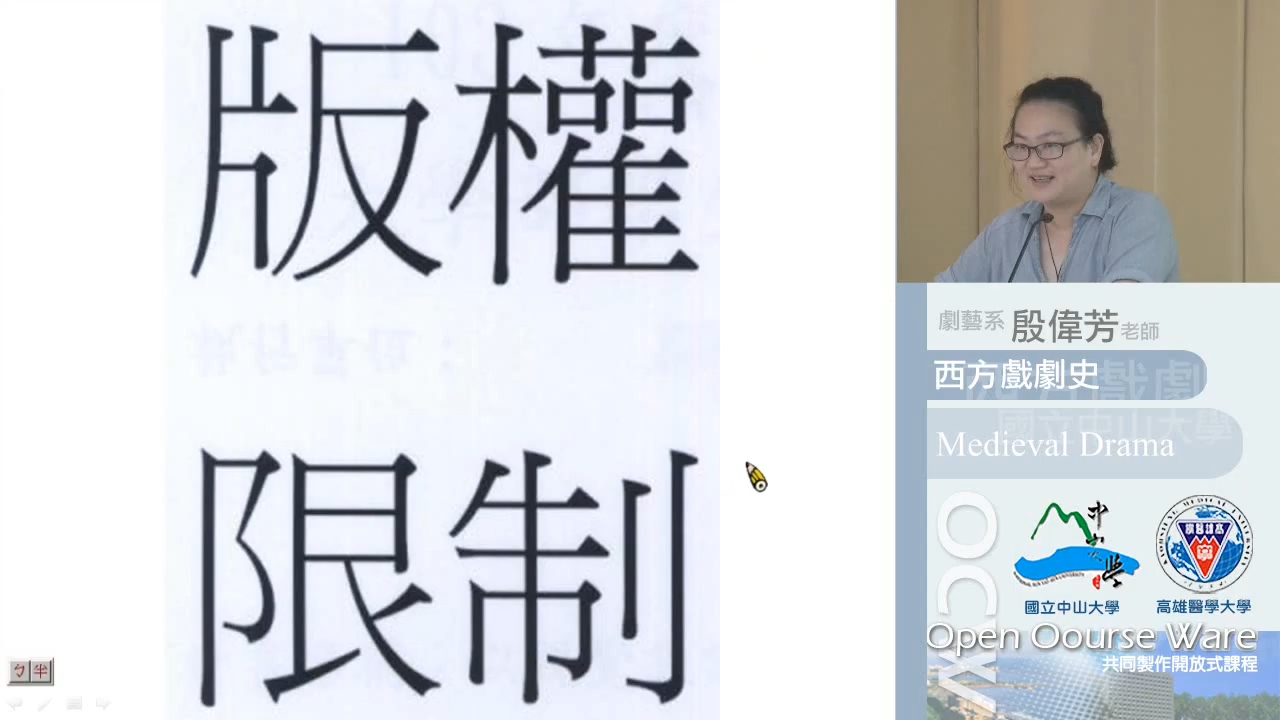 版權
限制
ㄅ半
劇藝系 殷偉芳老師
西方戲劇史
Medieval Drama
OCW
國立中山大學
高雄醫學大學
Open Oourse Ware
共同製作開放式課程